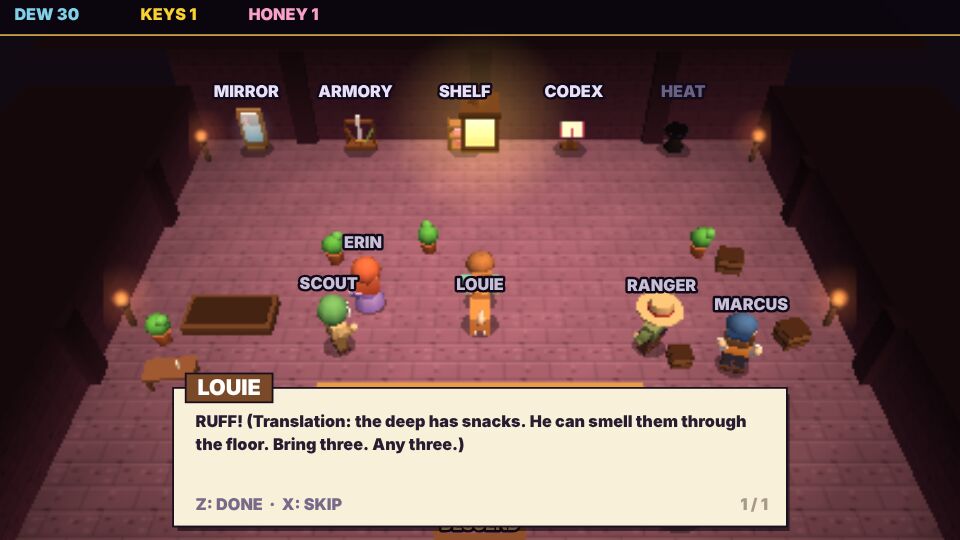 DEW 30 KEYS 1 HONEY 1
MIRROR ARMORY SHELF CODEX HEAT
ERIN
SCOUT LOUIE RANGER
MARCUS
LOUIE
RUFF! (Translation: the deep has snacks. He can smell them through
the floor. Bring three. Any three.)
Z: DONE · X: SKIP 1 / 1
DESCEND